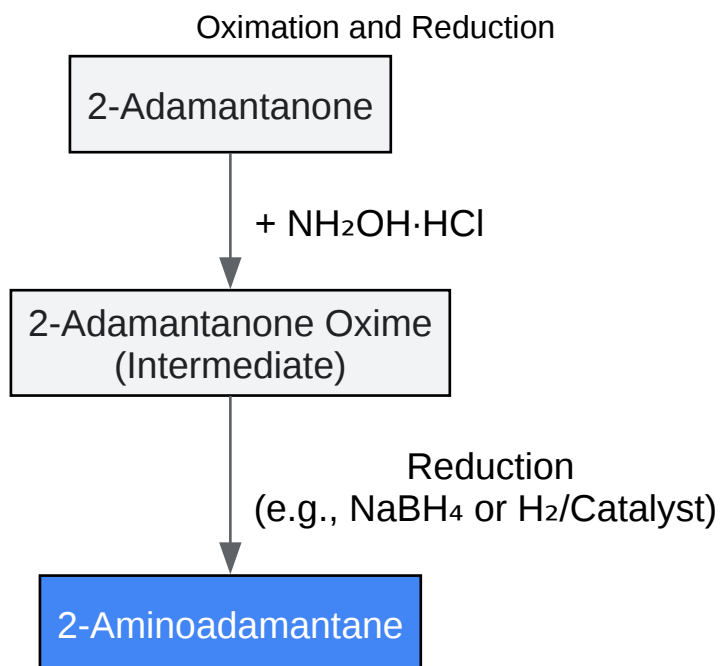 Oximation and Reduction
2-Adamantanone
+ NH₂OH·HCl
2-Adamantanone Oxime
(Intermediate)
Reduction
(e.g., NaBH₄ or H₂/Catalyst)
2-Aminoadamantane